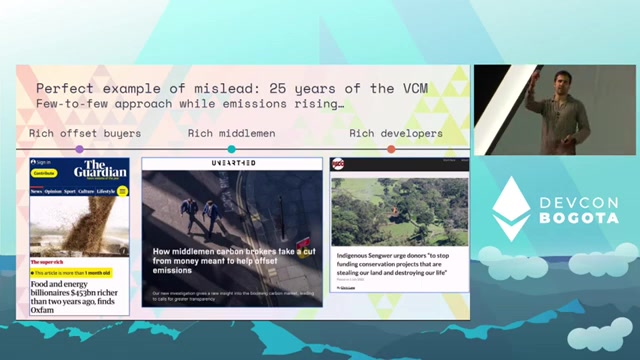 Perfect example of mislead: 25 years of the VCM
Few-to-few approach while emissions rising…
Rich offset buyers
Rich middlemen
Rich developers
Sign in
Contribute
The
Guardian
News Opinion Sport Culture Lifestyle
The super-rich
This article is more than 1 month old
Food and energy
billionaires $453bn richer
than two years ago, finds
Oxfam
UNEARTHED
How middlemen carbon brokers take a cut
from money meant to help offset
emissions
Our new investigation gives a new insight into the booming carbon market, leading
to calls for greater transparency
Indigenous Sengwer urge donors "to stop
funding conservation projects that are
stealing our land and destroying our life"
DEVCON
BOGOTA